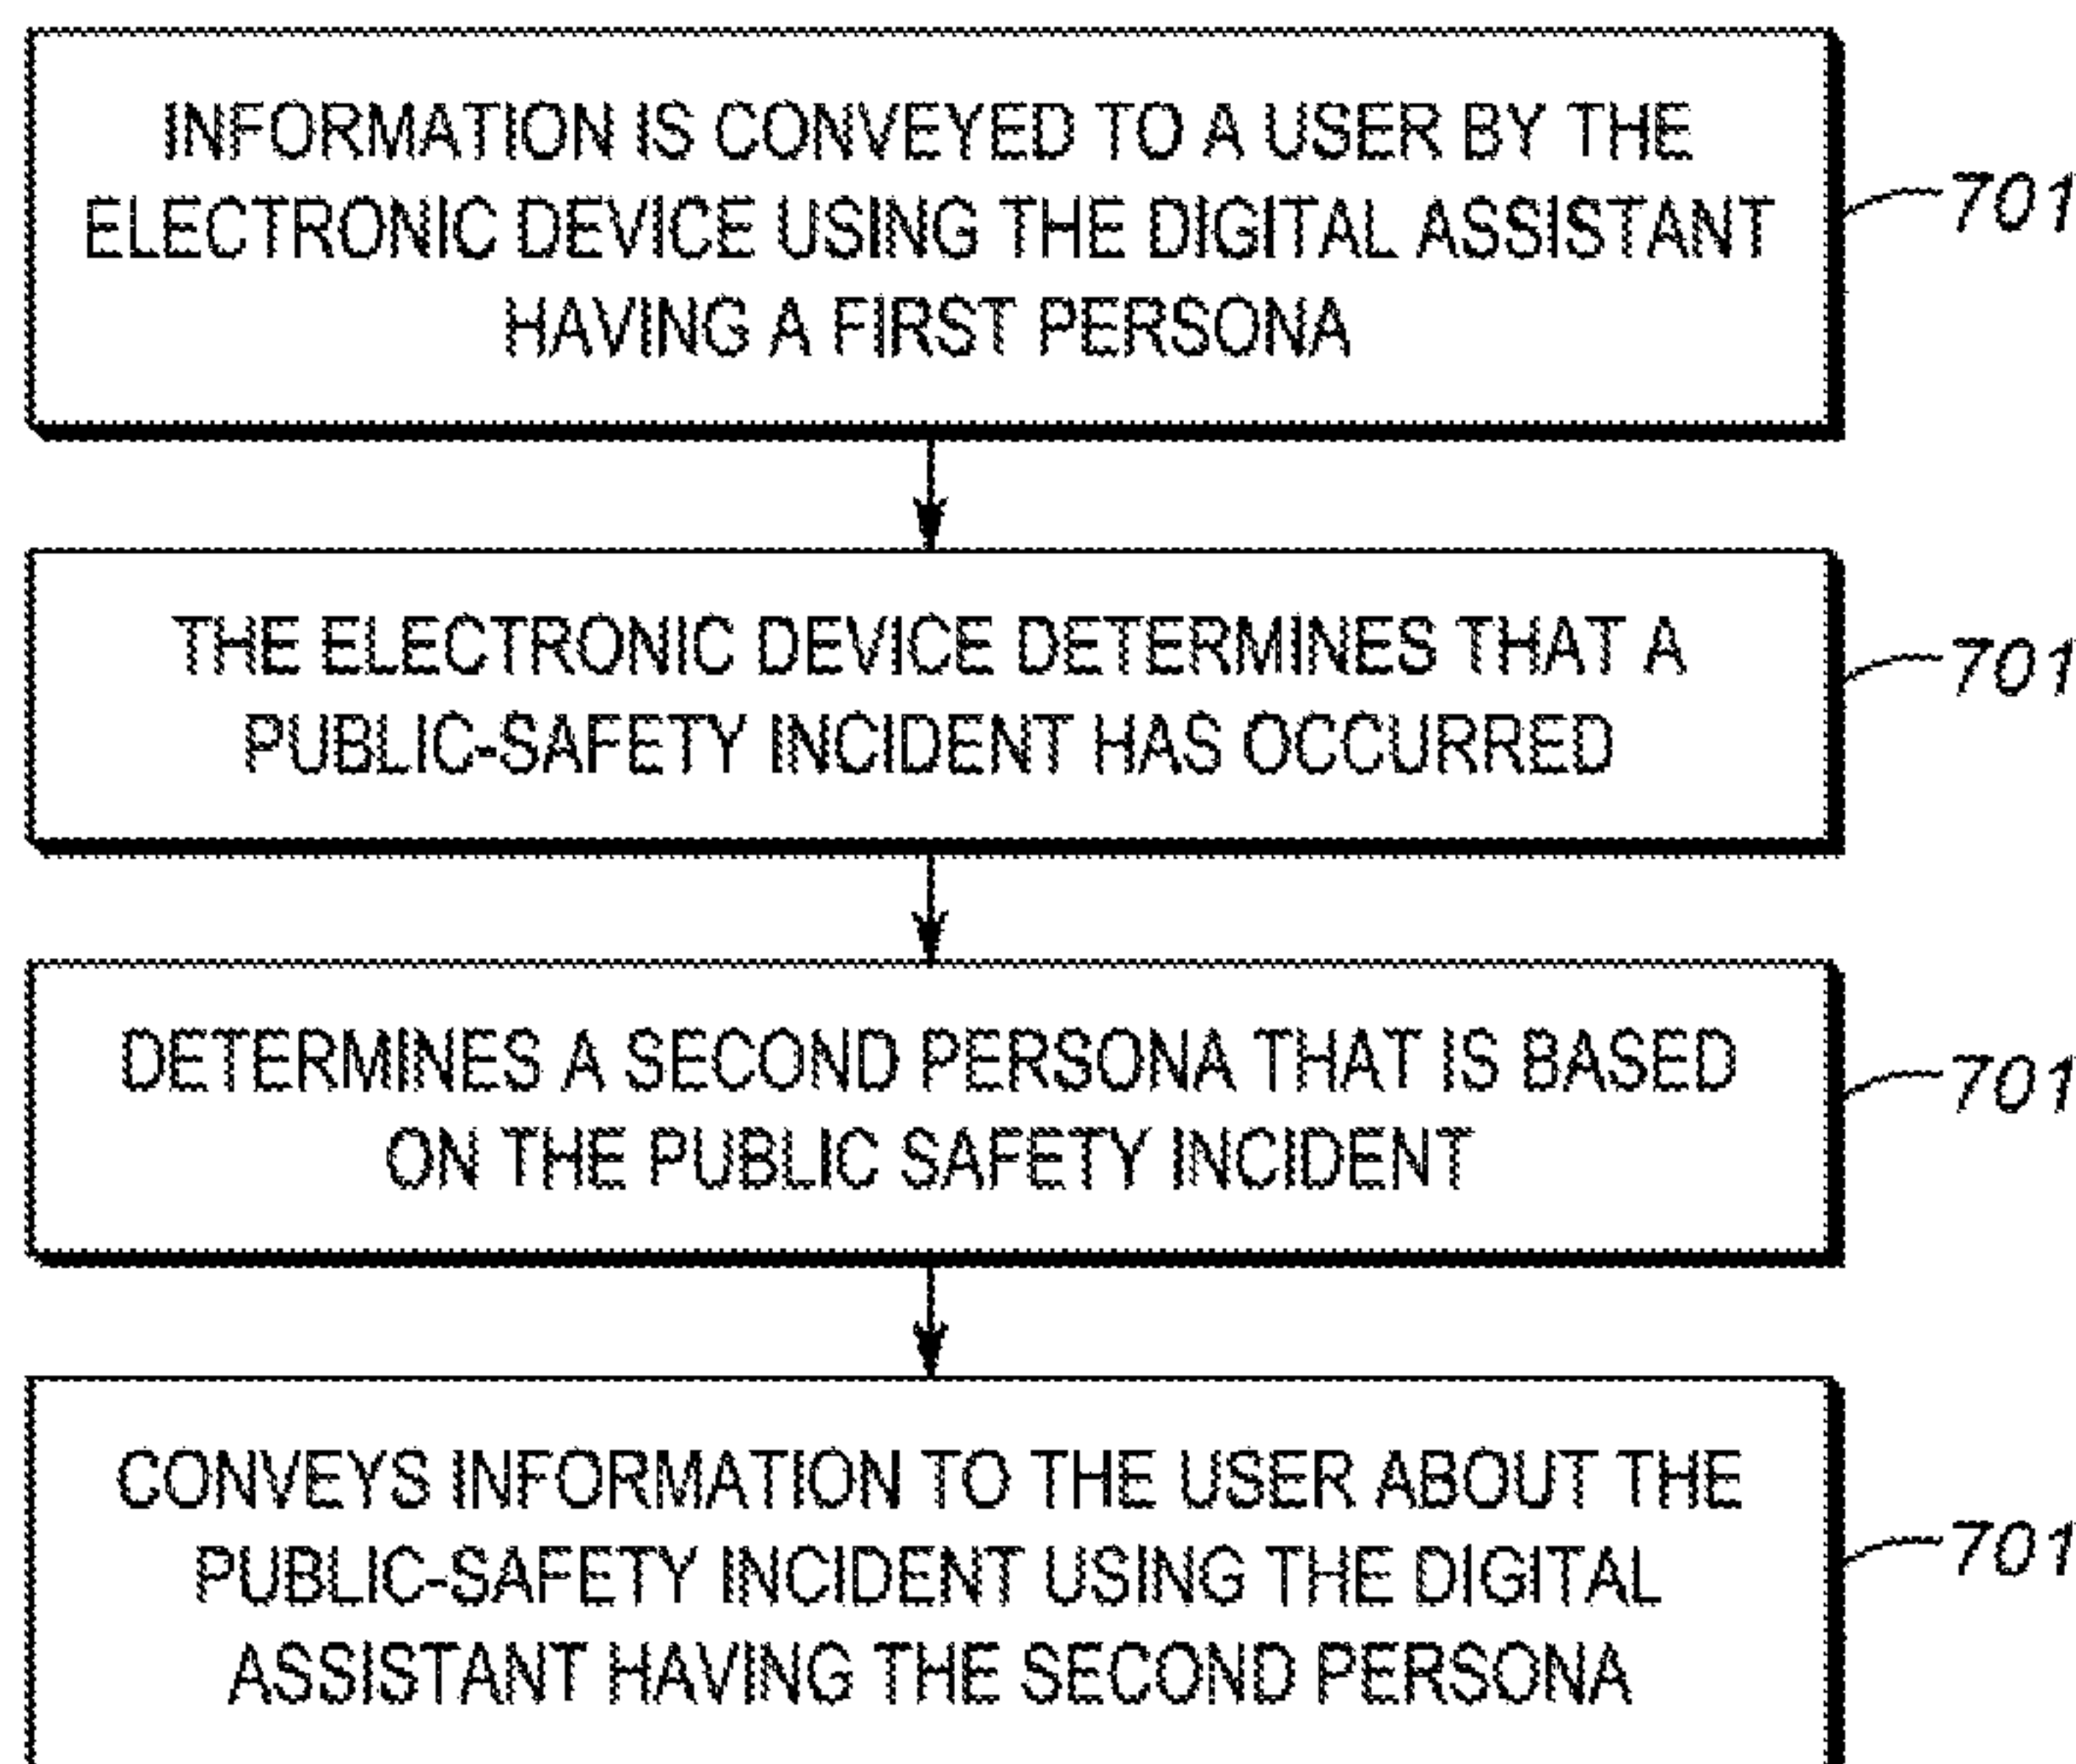 INFORMATION IS CONVEYED TO A USER BY THE
ELECTRONIC DEVICE USING THE DIGITAL ASSISTANT
HAVING A FIRST PERSONA
701
THE ELECTRONIC DEVICE DETERMINES THAT A
PUBLIC-SAFETY INCIDENT HAS OCCURRED
701
DETERMINES A SECOND PERSONA THAT IS BASED
ON THE PUBLIC SAFETY INCIDENT
701
CONVEYS INFORMATION TO THE USER ABOUT THE
PUBLIC-SAFETY INCIDENT USING THE DIGITAL
ASSISTANT HAVING THE SECOND PERSONA
701